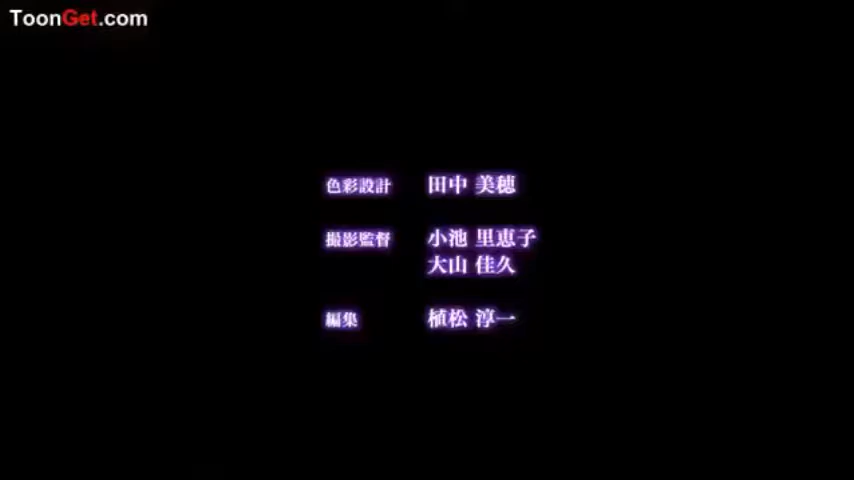 ToonGet.com
色彩設計 田中 美穂
撮影監督 小池 里恵子
大山 佳久
編集 植松 淳一